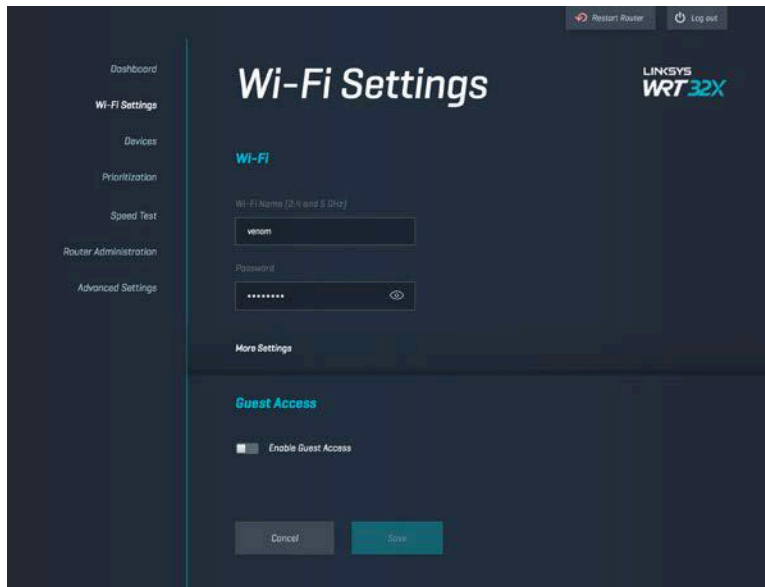 Restart Router
Log out
Dashboard
Wi-Fi Settings
Devices
Prioritization
Speed Test
Router Administration
Advanced Settings
Wi-Fi Settings
LINKSYS
WRT32X
Wi-Fi
Wi-Fi Name (2.4 and 5 GHz)
venom
Password
••••••••
More Settings
Guest Access
Enable Guest Access
Cancel
Save